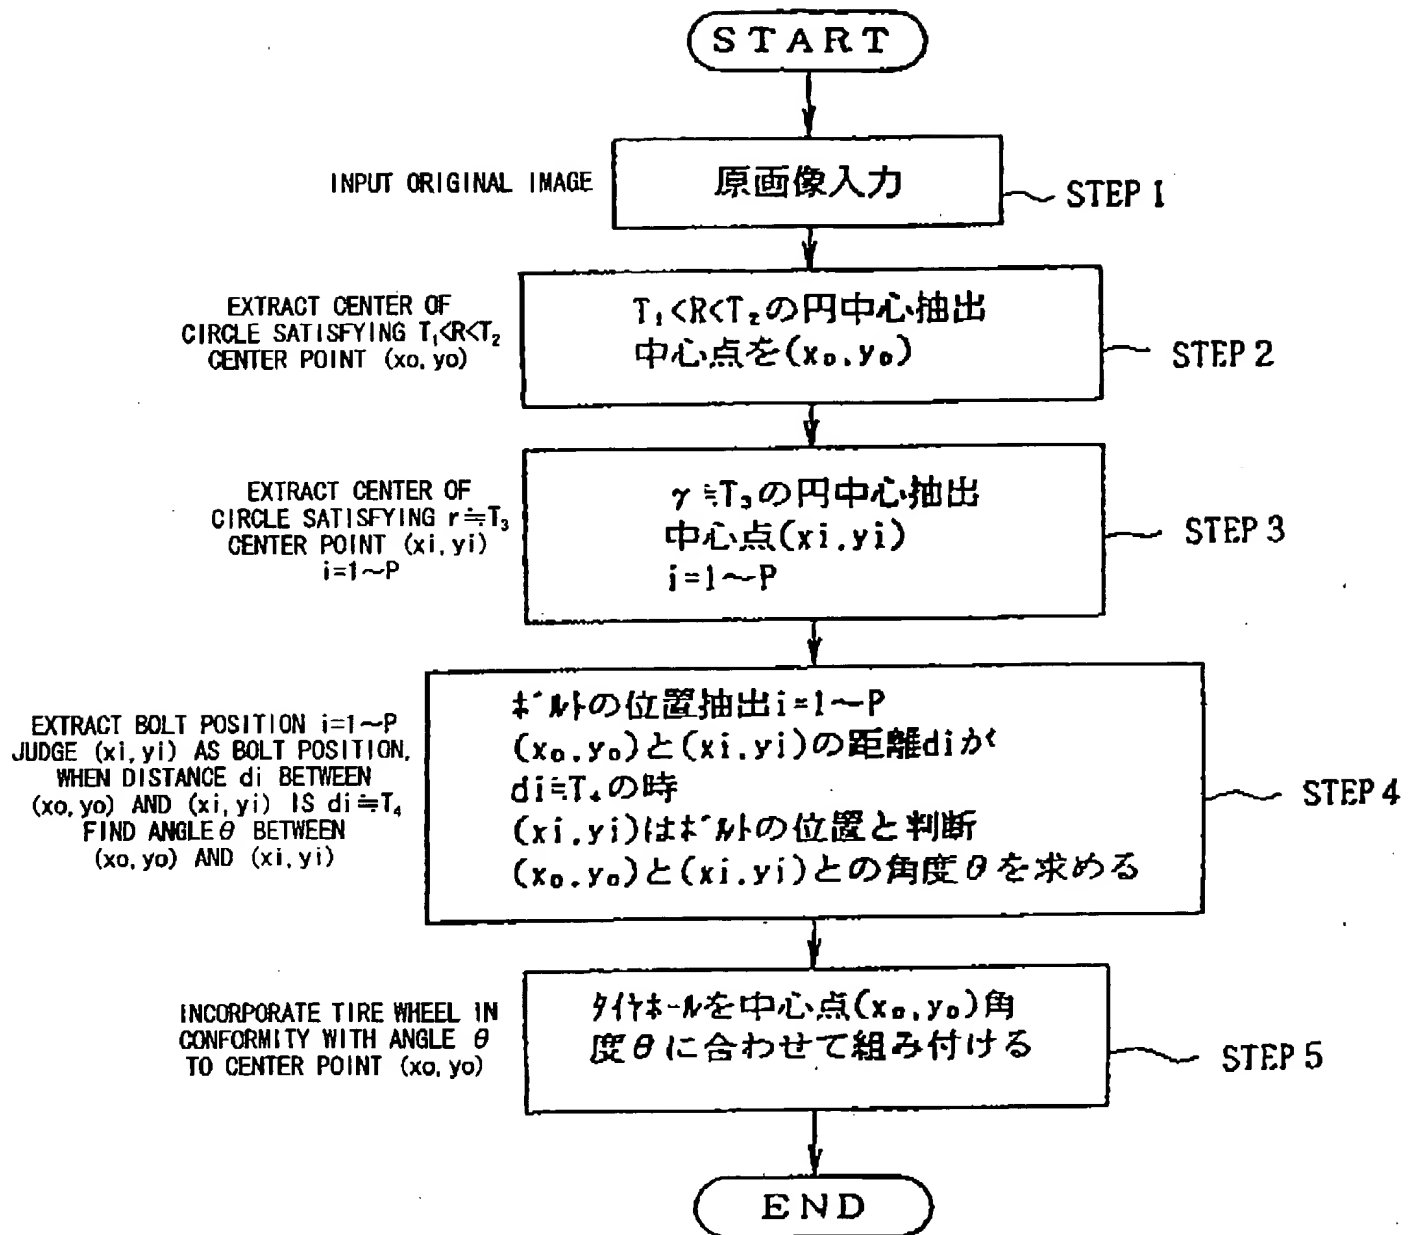 START
INPUT ORIGINAL IMAGE
原画像入力
STEP 1
EXTRACT CENTER OF
CIRCLE SATISFYING T₁<R<T₂
CENTER POINT (xo, yo)
T₁<R<T₂の円中心抽出
中心点を(x₀.y₀)
STEP 2
EXTRACT CENTER OF
CIRCLE SATISFYING r≒T₃
CENTER POINT (xi, yi)
i=1~P
γ≒T₃の円中心抽出
中心点(xi.yi)
i=1~P
STEP 3
EXTRACT BOLT POSITION i=1~P
JUDGE (xi, yi) AS BOLT POSITION,
WHEN DISTANCE di BETWEEN
(xo, yo) AND (xi, yi) IS di≒T₄
FIND ANGLE θ BETWEEN
(xo, yo) AND (xi, yi)
ボルトの位置抽出i=1~P
(x₀.y₀)と(xi.yi)の距離diが
di≒T₄の時
(xi.yi)はボルトの位置と判断
(x₀.y₀)と(xi.yi)との角度θを求める
STEP 4
INCORPORATE TIRE WHEEL IN
CONFORMITY WITH ANGLE θ
TO CENTER POINT (xo, yo)
タイヤホールを中心点(x₀.y₀)角
度θに合わせて組み付ける
STEP 5
END